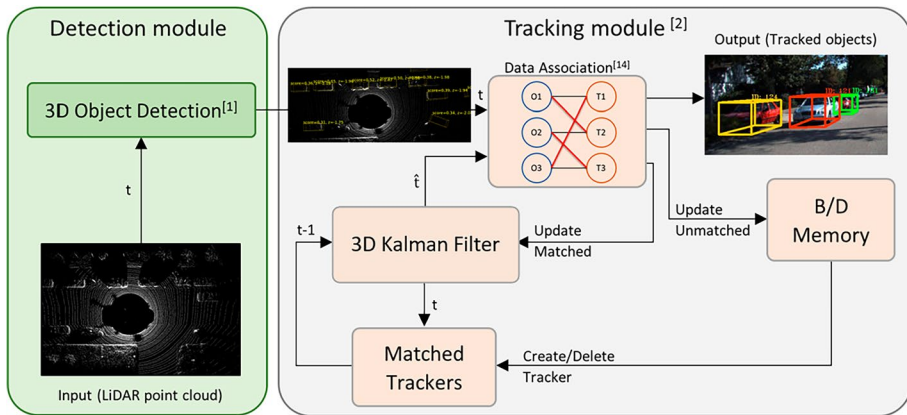 Detection module
3D Object Detection[1]
t
Input (LiDAR point cloud)
Tracking module [2]
Data Association[14]
Output (Tracked objects)
t
O1
T1
O2
T2
O3
T3
t̂
t-1
3D Kalman Filter
Update
Matched
Update
Unmatched
B/D
Memory
t
Matched
Trackers
Create/Delete
Tracker